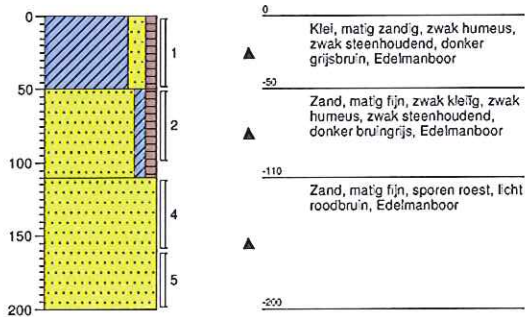 0
50
100
150
200
1
2
4
5
0
Klei, matig zandig, zwak humeus,
zwak steenhoudend, donker
grijsbruin, Edelmanboor
-50
Zand, matig fijn, zwak kleiïg, zwak
humeus, zwak steenhoudend,
donker bruingrijs, Edelmanboor
-110
Zand, matig fijn, sporen roest, licht
roodbruin, Edelmanboor
-200